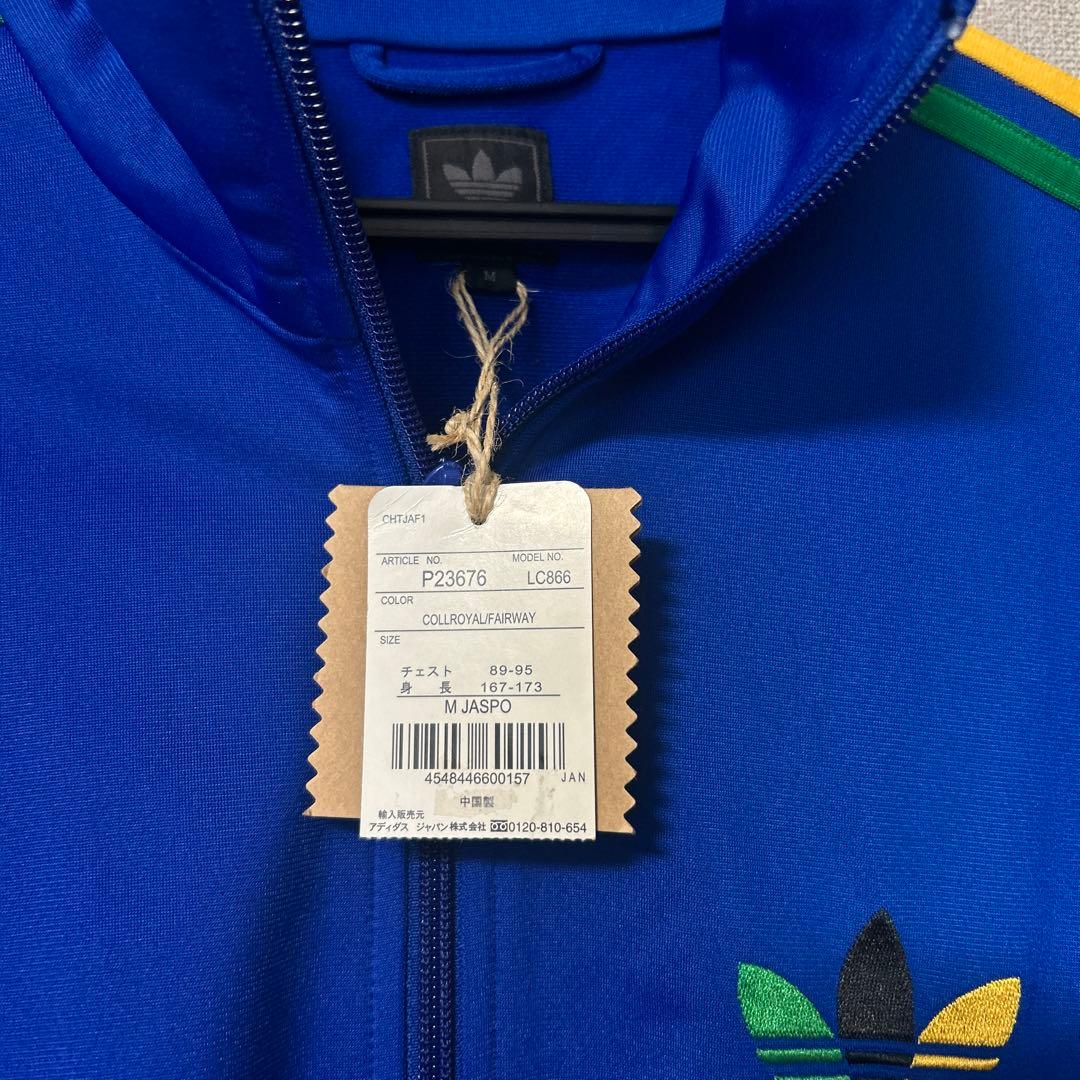 M
CHTJAF1
ARTICLE NO. MODEL NO.
P23676 LC866
COLOR
COLLROYAL/FAIRWAY
SIZE
チェスト 89-95
身長 167-173
M JASPO
4548446600157 JAN
中国製
輸入販売元
アディダス ジャパン株式会社 0120-810-654